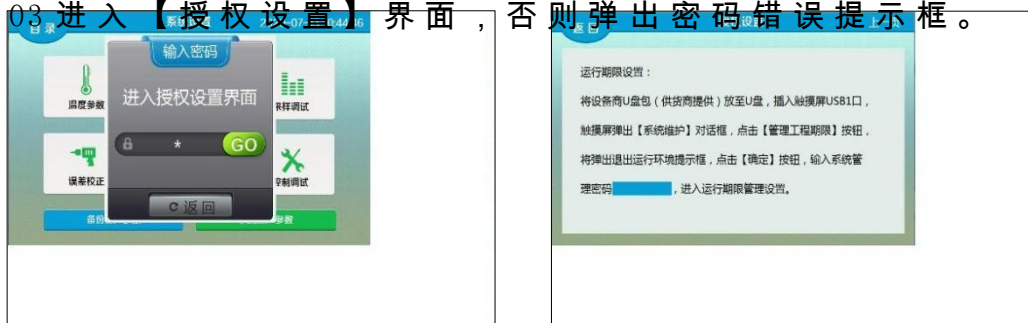 03进入【授权设置】界面，否则弹出密码错误提示框。
目录
输入密码
进入授权设置界面
*
GO
返回
温度参数
采样调试
误差校正
控制调试
参数
返回
运行期限设置：
将设备商U盘包（供货商提供）放至U盘，插入触摸屏USB1口，
触摸屏弹出【系统维护】对话框，点击【管理工程期限】按钮，
将弹出退出运行环境提示框，点击【确定】按钮，输入系统管
理密码 ，进入运行期限管理设置。